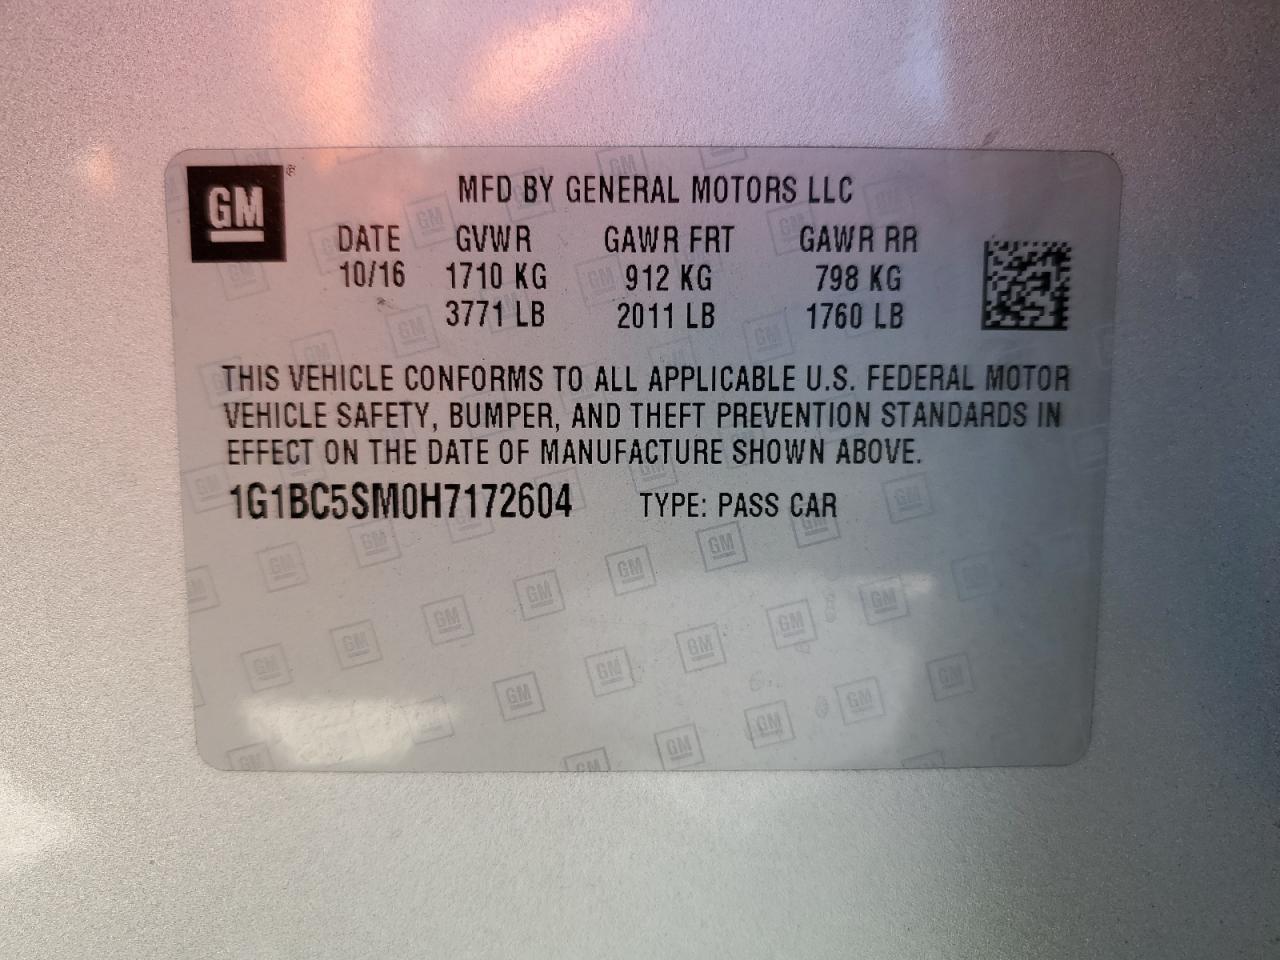 GM ®
MFD BY GENERAL MOTORS LLC
DATE GVWR GAWR FRT GAWR RR
10/16 1710 KG 912 KG 798 KG
3771 LB 2011 LB 1760 LB
THIS VEHICLE CONFORMS TO ALL APPLICABLE U.S. FEDERAL MOTOR
VEHICLE SAFETY, BUMPER, AND THEFT PREVENTION STANDARDS IN
EFFECT ON THE DATE OF MANUFACTURE SHOWN ABOVE.
1G1BC5SM0H7172604 TYPE: PASS CAR